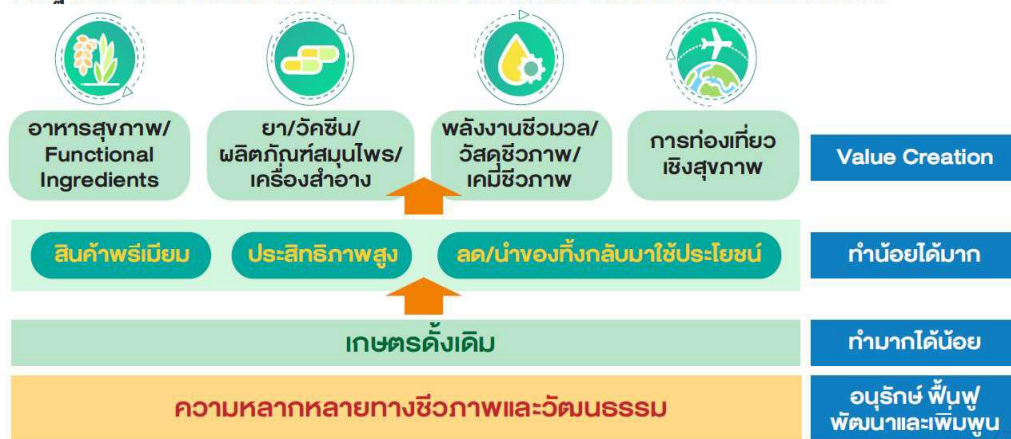 อาหารสุขภาพ/
Functional
Ingredients
ยา/วัคซีน/
ผลิตภัณฑ์สมุนไพร/
เครื่องสำอาง
พลังงานชีวมวล/
วัสดุชีวภาพ/
เคมีชีวภาพ
การท่องเที่ยว
เชิงสุขภาพ
Value Creation
สินค้าพรีเมียม
ประสิทธิภาพสูง
ลด/นำของทิ้งกลับมาใช้ประโยชน์
ทำน้อยได้มาก
เกษตรดั้งเดิม
ทำมากได้น้อย
ความหลากหลายทางชีวภาพและวัฒนธรรม
อนุรักษ์ ฟื้นฟู
พัฒนาและเพิ่มพูน